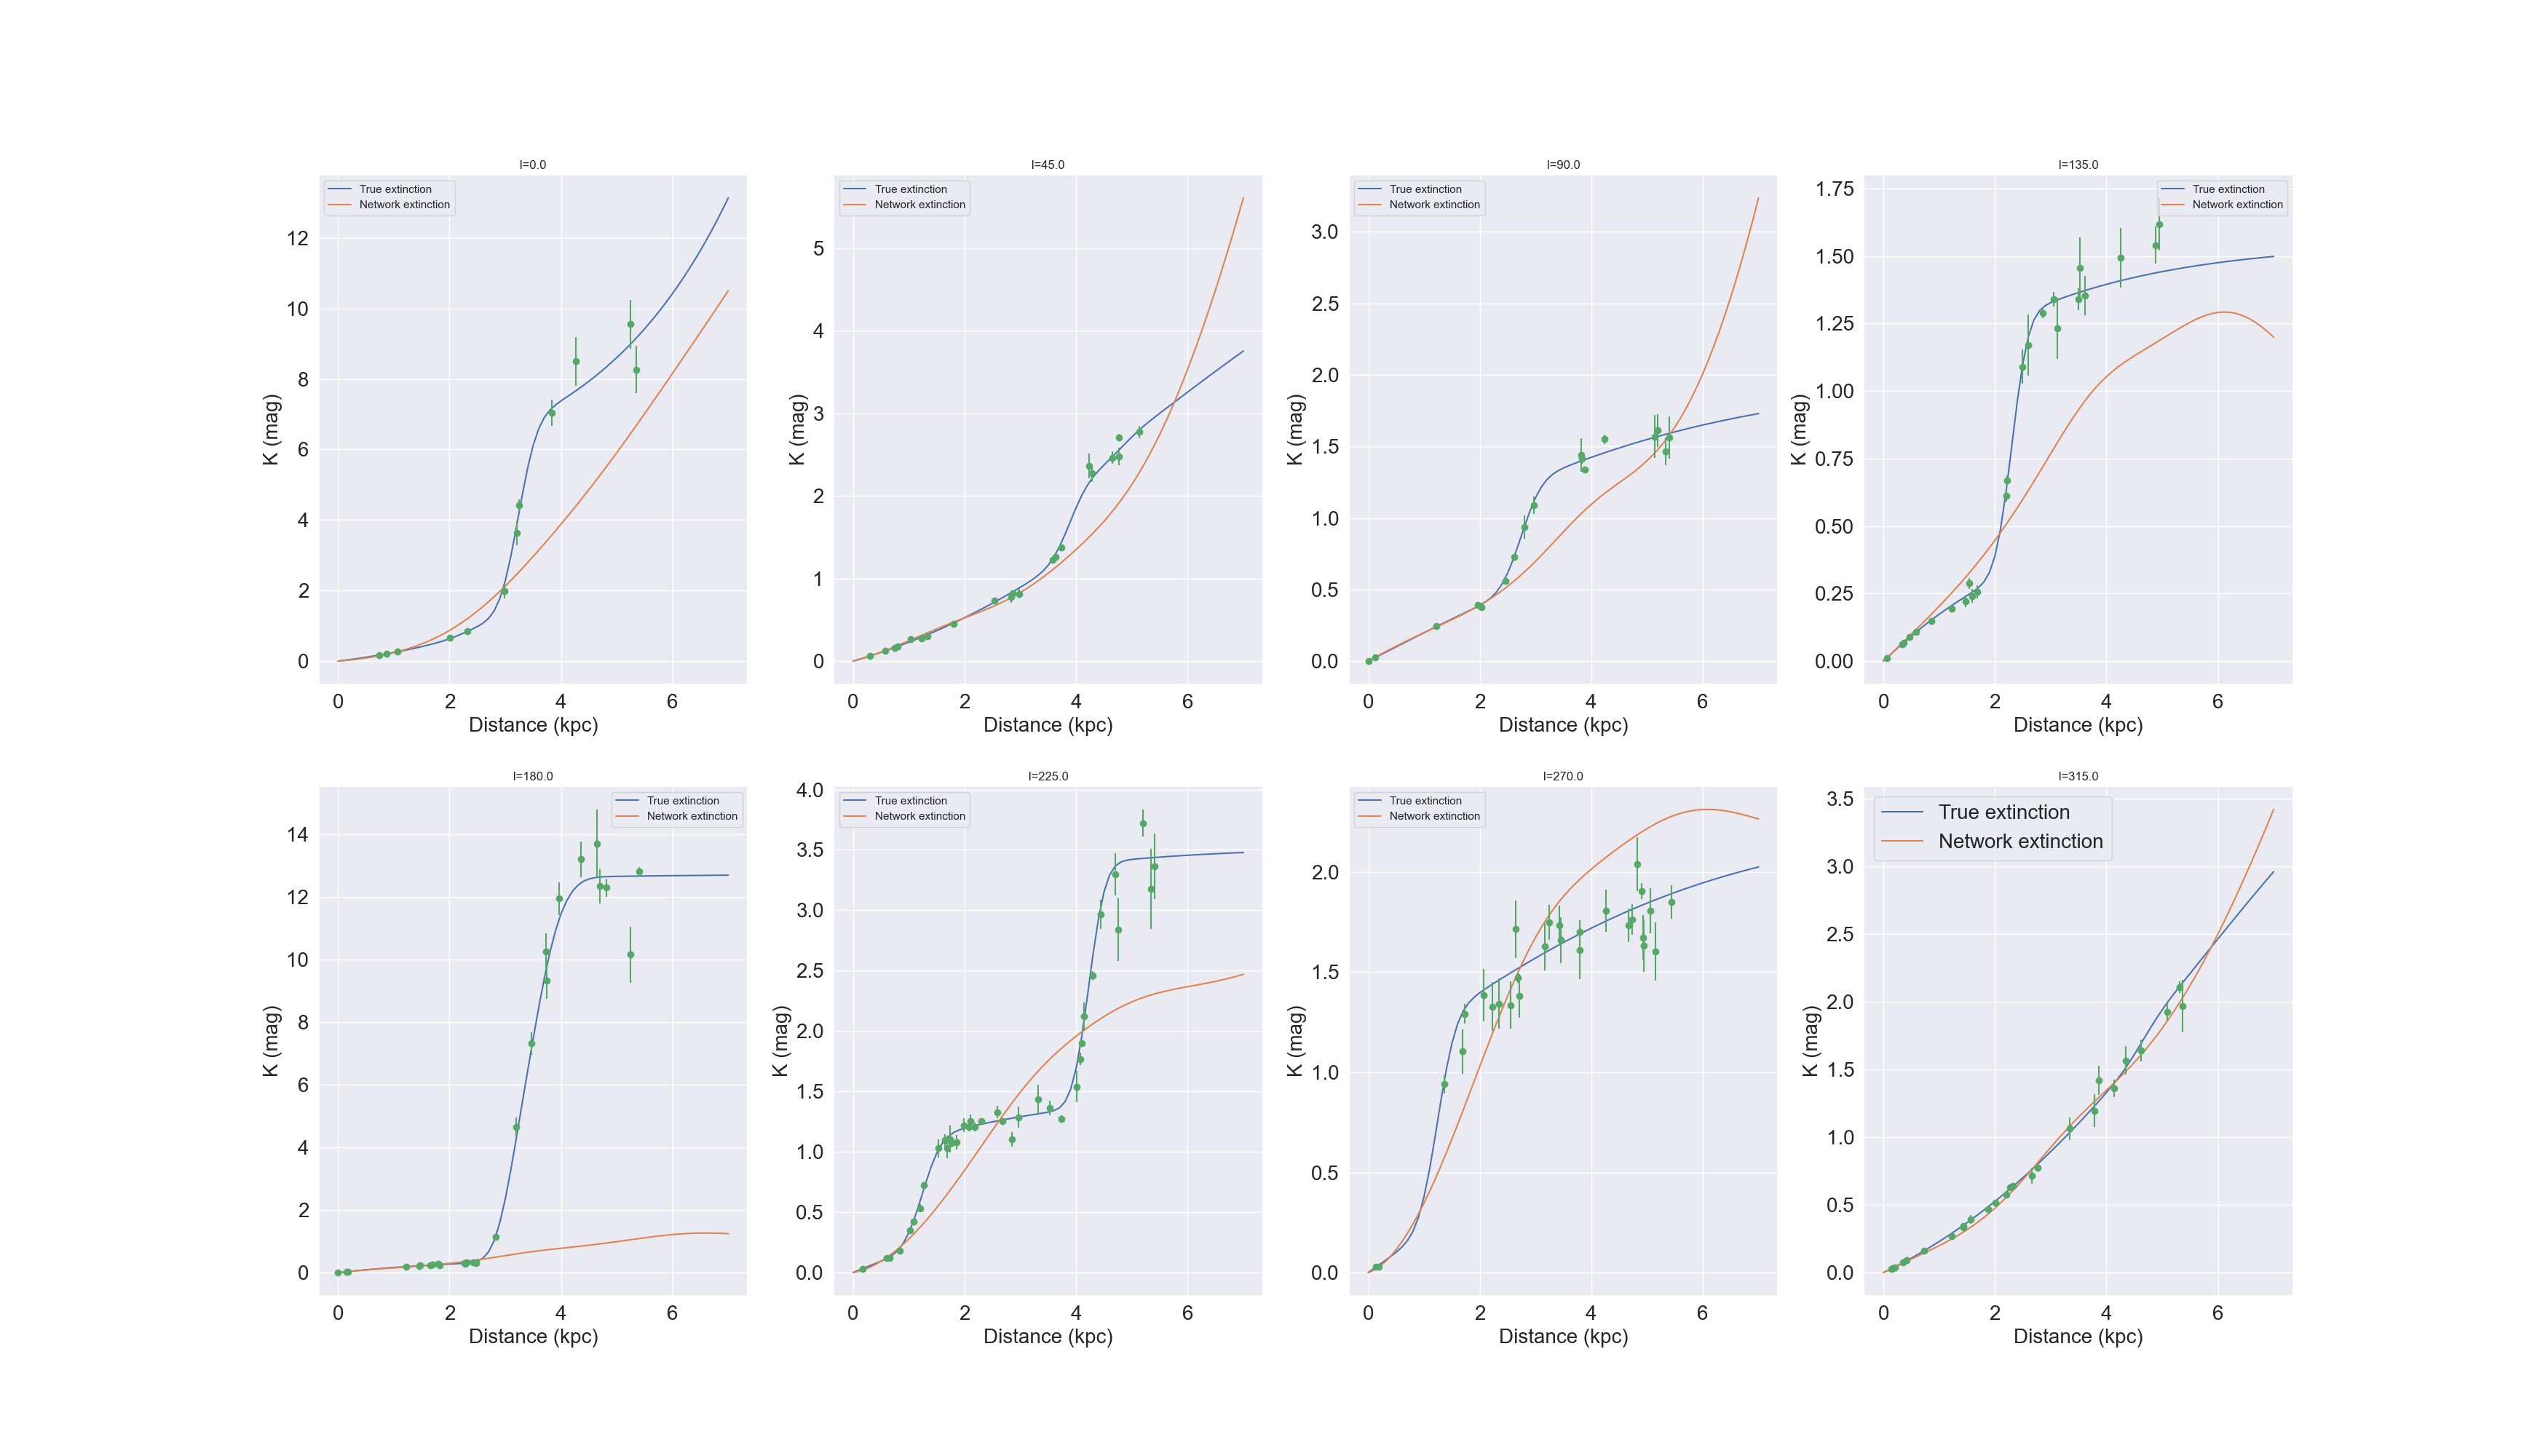 l=0.0
True extinction
Network extinction
12
10
8
6
4
2
0
K (mag)
0 2 4 6
Distance (kpc)
l=45.0
True extinction
Network extinction
5
4
3
2
1
0
K (mag)
0 2 4 6
Distance (kpc)
l=90.0
True extinction
Network extinction
3.0
2.5
2.0
1.5
1.0
0.5
0.0
K (mag)
0 2 4 6
Distance (kpc)
l=135.0
True extinction
Network extinction
1.75
1.50
1.25
1.00
0.75
0.50
0.25
0.00
K (mag)
0 2 4 6
Distance (kpc)
l=180.0
True extinction
Network extinction
14
12
10
8
6
4
2
0
K (mag)
0 2 4 6
Distance (kpc)
l=225.0
True extinction
Network extinction
4.0
3.5
3.0
2.5
2.0
1.5
1.0
0.5
0.0
K (mag)
0 2 4 6
Distance (kpc)
l=270.0
True extinction
Network extinction
2.0
1.5
1.0
0.5
0.0
K (mag)
0 2 4 6
Distance (kpc)
l=315.0
True extinction
Network extinction
3.5
3.0
2.5
2.0
1.5
1.0
0.5
0.0
K (mag)
0 2 4 6
Distance (kpc)